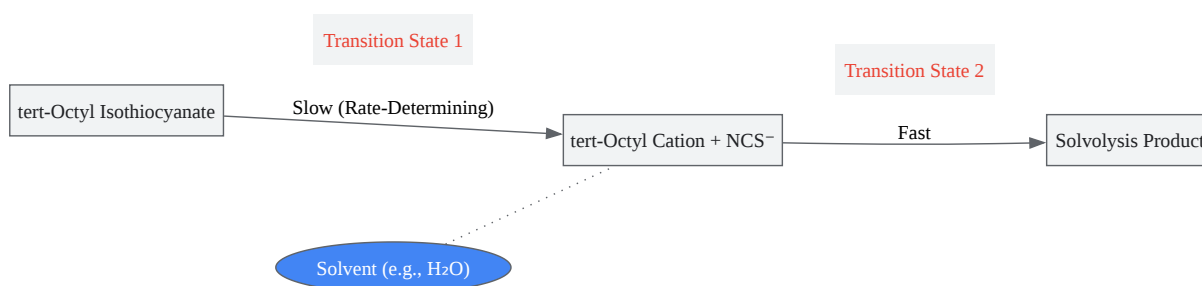 Transition State 1
Transition State 2
tert-Octyl Isothiocyanate
Slow (Rate-Determining)
tert-Octyl Cation + NCS⁻
Fast
Solvolysis Product
Solvent (e.g., H₂O)